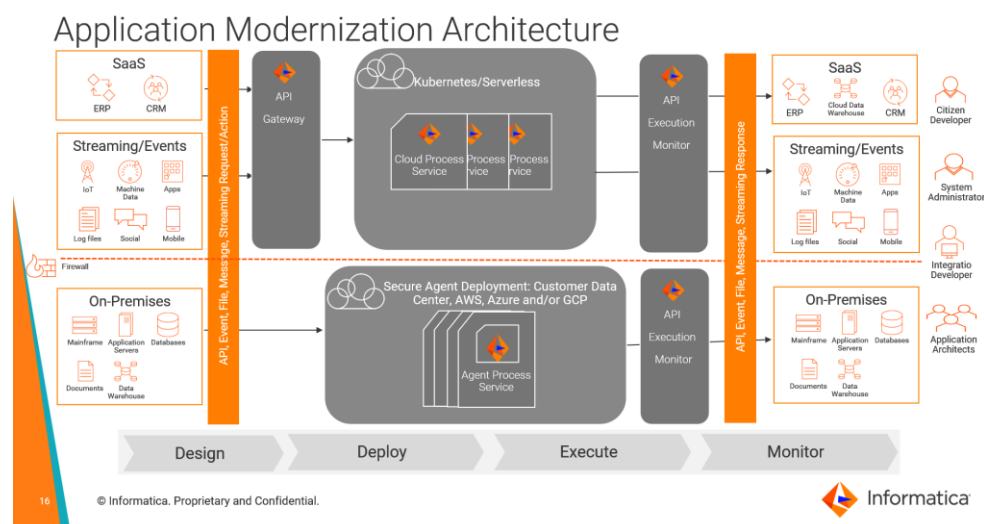 Application Modernization Architecture
SaaS
ERP
CRM
Streaming/Events
IoT
Machine
Data
Apps
Log files
Social
Mobile
Firewall
On-Premises
Mainframe
Application
Servers
Databases
Documents
Data
Warehouse
API, Event, File, Message, Streaming Request/Action
API
Gateway
Kubernetes/Serverless
Cloud Process
Service
Process
rvice
Process
rvice
Secure Agent Deployment: Customer Data
Center, AWS, Azure and/or GCP
Agent Process
Service
API
Execution
Monitor
API
Execution
Monitor
API, Event, File, Message, Streaming Response
SaaS
ERP
Cloud Data
Warehouse
CRM
Streaming/Events
IoT
Machine
Data
Apps
Log files
Social
Mobile
On-Premises
Mainframe
Application
Servers
Databases
Documents
Data
Warehouse
Citizen
Developer
System
Administrator
Integratio
Developer
Application
Architects
Design
Deploy
Execute
Monitor
16
© Informatica. Proprietary and Confidential.
Informatica